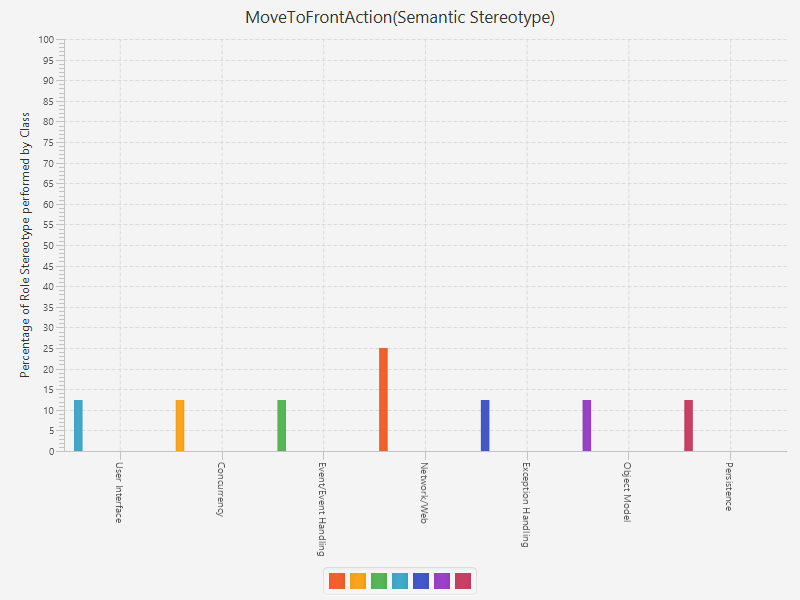 MoveToFrontAction(Semantic Stereotype)
Percentage of Role Stereotype performed by Class
100
95
90
85
80
75
70
65
60
55
50
45
40
35
30
25
20
15
10
5
0
User Interface
Concurrency
Event/Event Handling
Network/Web
Exception Handling
Object Model
Persistence